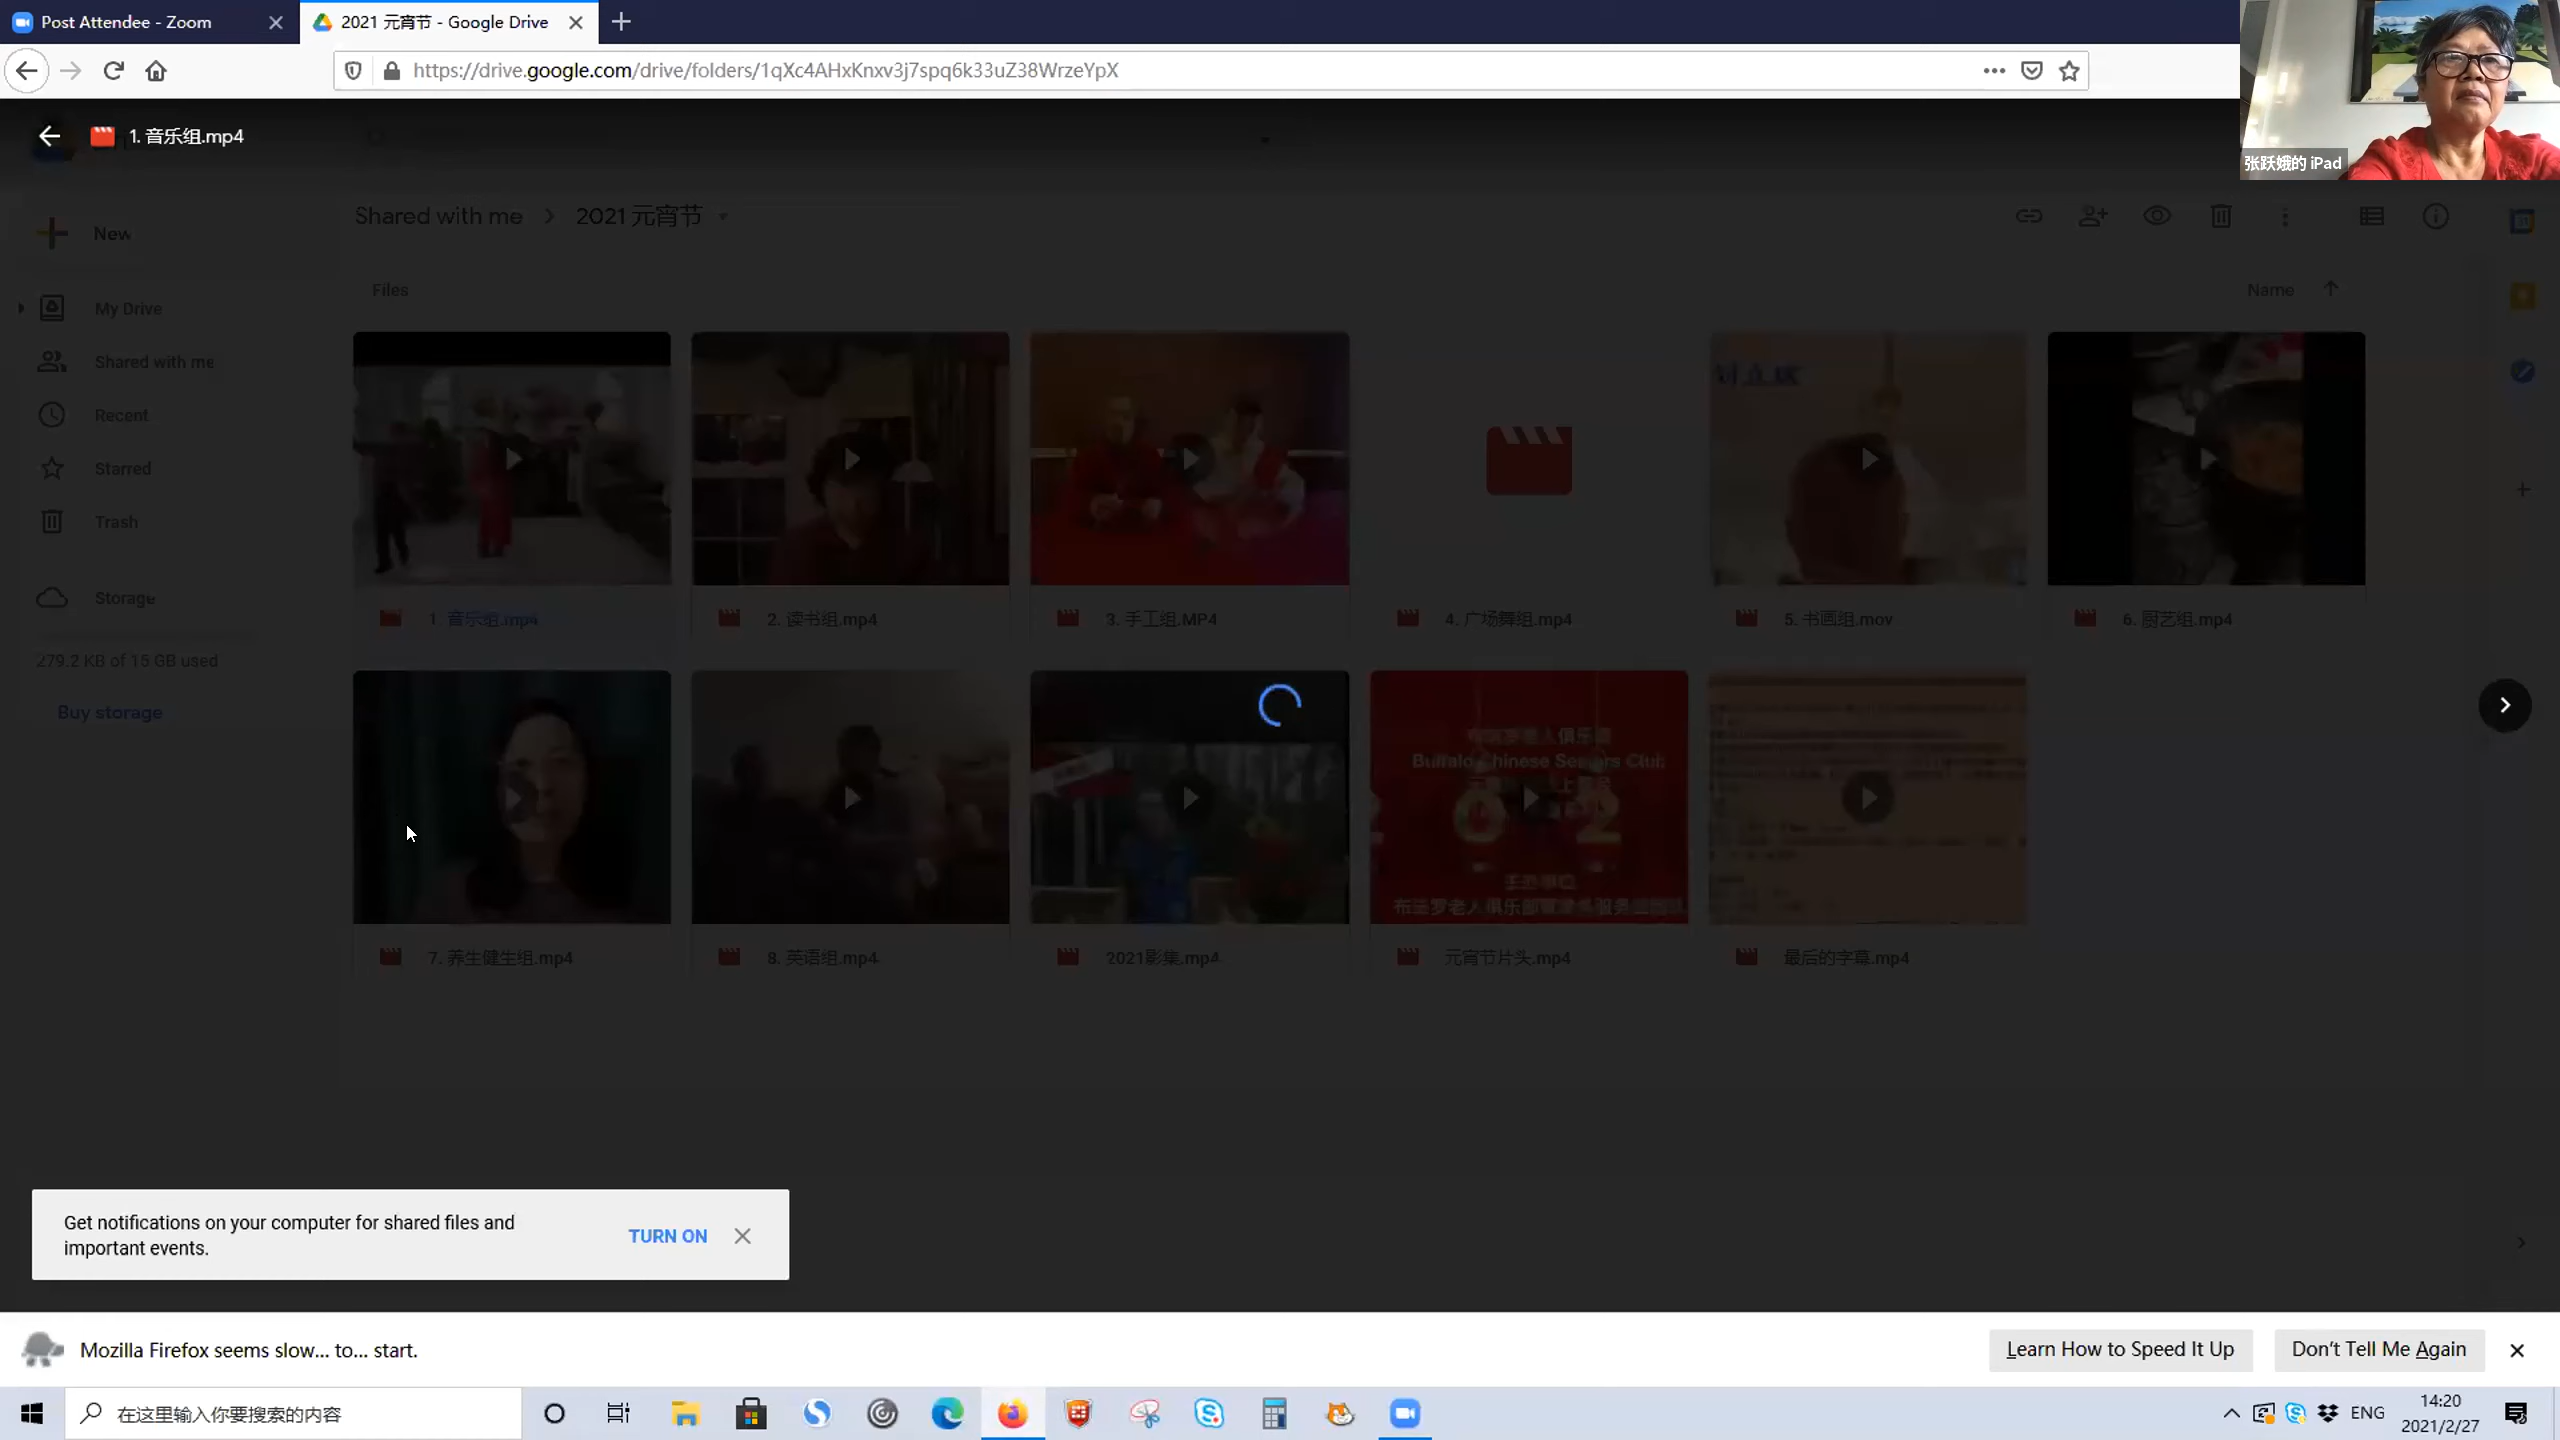 Post Attendee - Zoom
2021 元宵节 - Google Drive
https://drive.google.com/drive/folders/1qXc4AHxKnxv3j7spq6k33uZ38WrzeYpX
1. 音乐组.mp4
张跃娥的 iPad
Shared with me
2021 元宵节
New
Files
Name
My Drive
Shared with me
Recent
Starred
Trash
Storage
279.2 KB of 15 GB used
Buy storage
1. 音乐组.mp4
2. 读书组.mp4
3. 手工组.MP4
4. 广场舞组.mp4
5. 书画组.mov
6. 厨艺组.mp4
Buffalo Chinese Seniors Club
7. 养生健生组.mp4
8. 英语组.mp4
2021影集.mp4
元宵节片头.mp4
最后的字幕.mp4
Get notifications on your computer for shared files and
important events.
TURN ON
Mozilla Firefox seems slow... to... start.
Learn How to Speed It Up
Don't Tell Me Again
在这里输入你要搜索的内容
ENG
14:20
2021/2/27